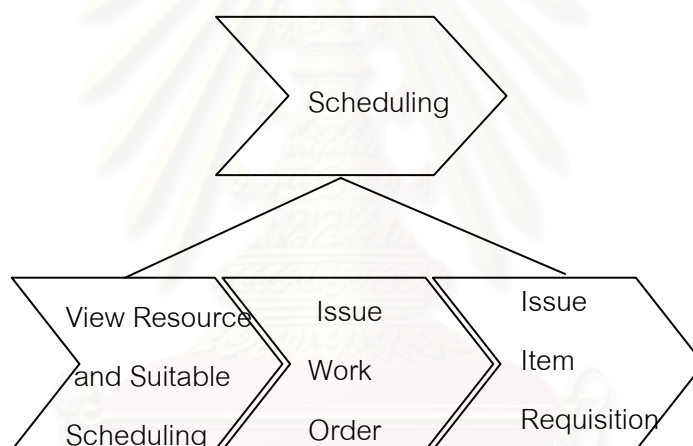 Scheduling
View Resource
and Suitable
Scheduling
Issue
Work
Order
Issue
Item
Requisition